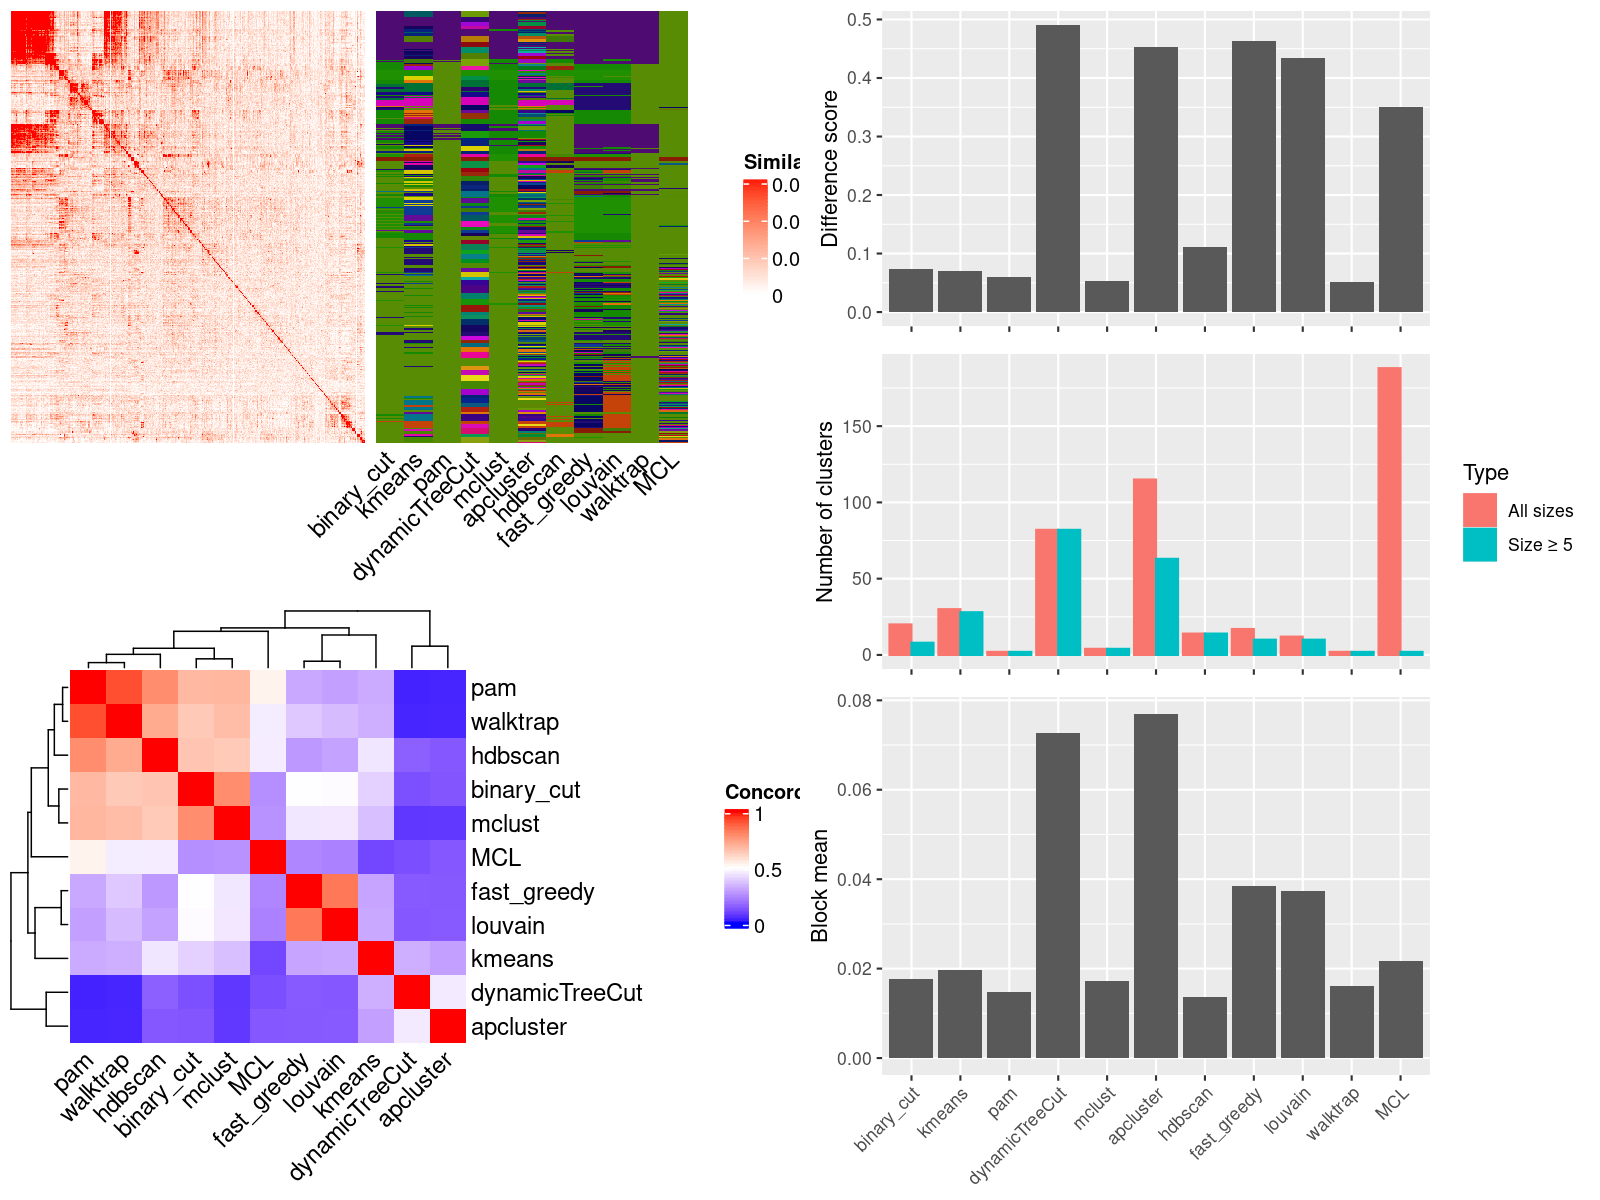 Simila
0.0
0.0
0.0
0
binary_cut
kmeans
pam
dynamicTreeCut
mclust
apcluster
hdbscan
fast_greedy
louvain
walktrap
MCL
pam
walktrap
hdbscan
binary_cut
mclust
MCL
fast_greedy
louvain
kmeans
dynamicTreeCut
apcluster
pam
walktrap
hdbscan
binary_cut
mclust
MCL
fast_greedy
louvain
kmeans
dynamicTreeCut
apcluster
Concord
1
0.5
0
Difference score
0.5
0.4
0.3
0.2
0.1
0.0
Number of clusters
150
100
50
0
Type
All sizes
Size ≥ 5
Block mean
0.08
0.06
0.04
0.02
0.00
binary_cut
kmeans
pam
dynamicTreeCut
mclust
apcluster
hdbscan
fast_greedy
louvain
walktrap
MCL